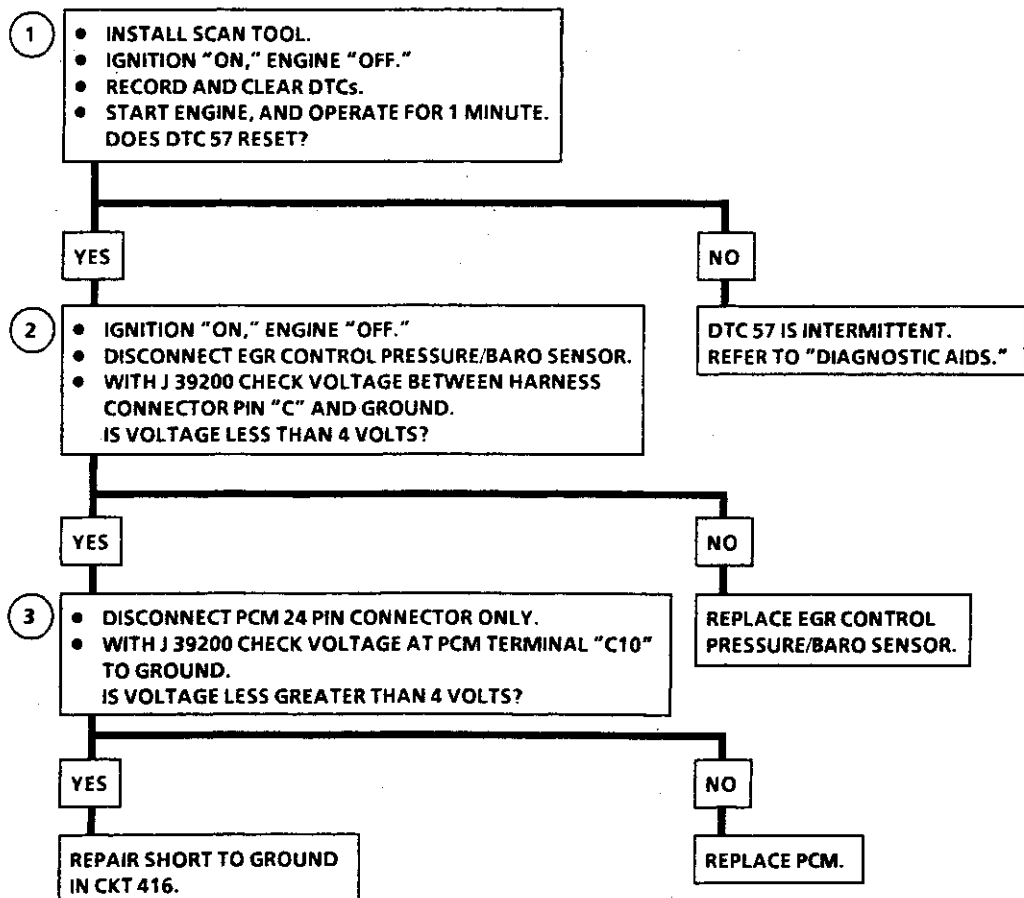 1
• INSTALL SCAN TOOL.
• IGNITION "ON," ENGINE "OFF."
• RECORD AND CLEAR DTCs.
• START ENGINE, AND OPERATE FOR 1 MINUTE.
DOES DTC 57 RESET?
YES
NO
2
• IGNITION "ON," ENGINE "OFF."
• DISCONNECT EGR CONTROL PRESSURE/BARO SENSOR.
• WITH J 39200 CHECK VOLTAGE BETWEEN HARNESS
CONNECTOR PIN "C" AND GROUND.
IS VOLTAGE LESS THAN 4 VOLTS?
DTC 57 IS INTERMITTENT.
REFER TO "DIAGNOSTIC AIDS."
YES
NO
3
• DISCONNECT PCM 24 PIN CONNECTOR ONLY.
• WITH J 39200 CHECK VOLTAGE AT PCM TERMINAL "C10"
TO GROUND.
IS VOLTAGE LESS GREATER THAN 4 VOLTS?
REPLACE EGR CONTROL
PRESSURE/BARO SENSOR.
YES
NO
REPAIR SHORT TO GROUND
IN CKT 416.
REPLACE PCM.